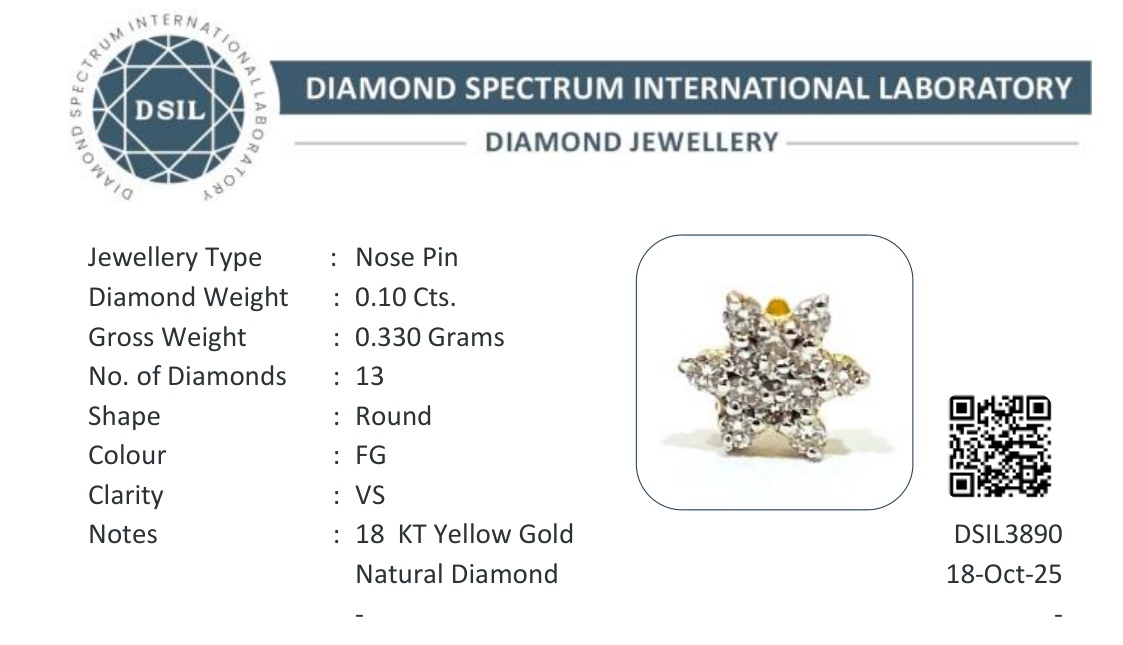 DIAMOND SPECTRUM INTERNATIONAL LABORATORY
DSIL
DIAMOND SPECTRUM INTERNATIONAL LABORATORY
DIAMOND JEWELLERY
Jewellery Type : Nose Pin
Diamond Weight : 0.10 Cts.
Gross Weight : 0.330 Grams
No. of Diamonds : 13
Shape : Round
Colour : FG
Clarity : VS
Notes : 18 KT Yellow Gold
Natural Diamond
-
DSIL3890
18-Oct-25
-